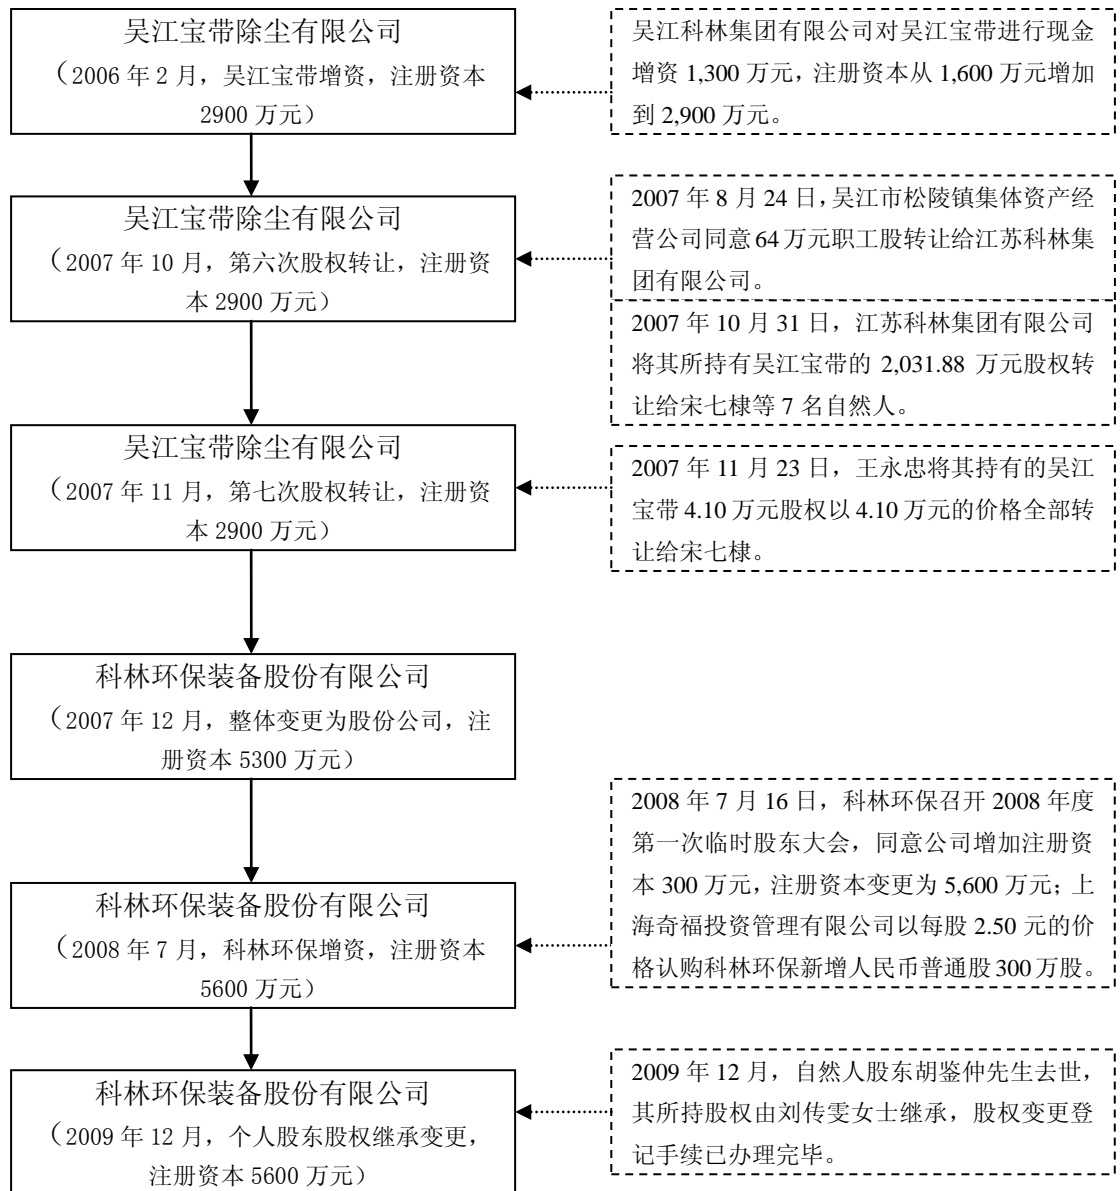 吴江宝带除尘有限公司
（2006 年 2 月，吴江宝带增资，注册资本
2900 万元）
吴江科林集团有限公司对吴江宝带进行现金
增资 1,300 万元，注册资本从 1,600 万元增加
到 2,900 万元。
吴江宝带除尘有限公司
（2007 年 10 月，第六次股权转让，注册资
本 2900 万元）
2007 年 8 月 24 日，吴江市松陵镇集体资产经
营公司同意 64 万元职工股转让给江苏科林集
团有限公司。
2007 年 10 月 31 日，江苏科林集团有限公司
将其所持有吴江宝带的 2,031.88 万元股权转
让给宋七棣等 7 名自然人。
吴江宝带除尘有限公司
（2007 年 11 月，第七次股权转让，注册资
本 2900 万元）
2007 年 11 月 23 日，王永忠将其持有的吴江
宝带 4.10 万元股权以 4.10 万元的价格全部转
让给宋七棣。
科林环保装备股份有限公司
（2007 年 12 月，整体变更为股份公司，注
册资本 5300 万元）
科林环保装备股份有限公司
（2008 年 7 月，科林环保增资，注册资本
5600 万元）
2008 年 7 月 16 日，科林环保召开 2008 年度
第一次临时股东大会，同意公司增加注册资
本 300 万元，注册资本变更为 5,600 万元；上
海奇福投资管理有限公司以每股 2.50 元的价
格认购科林环保新增人民币普通股 300 万股。
科林环保装备股份有限公司
（2009 年 12 月，个人股东股权继承变更，
注册资本 5600 万元）
2009 年 12 月，自然人股东胡鉴仲先生去世，
其所持股权由刘传雯女士继承，股权变更登
记手续已办理完毕。